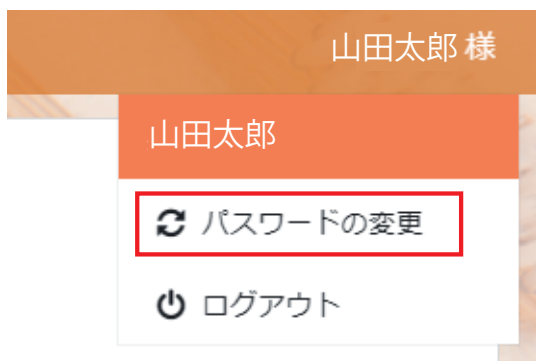 山田太郎 様
山田太郎
パスワードの変更
ログアウト